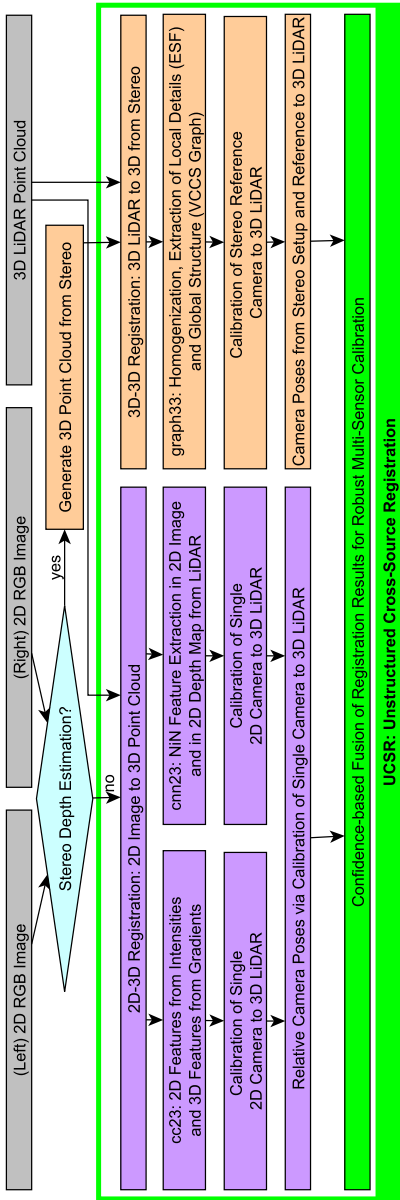 (Left) 2D RGB Image
(Right) 2D RGB Image
3D LiDAR Point Cloud
Stereo Depth Estimation?
yes
Generate 3D Point Cloud from Stereo
no
2D-3D Registration: 2D Image to 3D Point Cloud
3D-3D Registration: 3D LiDAR to 3D from Stereo
cc23: 2D Features from Intensities
and 3D Features from Gradients
cnn23: NiN Feature Extraction in 2D Image
and in 2D Depth Map from LiDAR
graph33: Homogenization, Extraction of Local Details (ESF)
and Global Structure (VCCS Graph)
Calibration of Single
2D Camera to 3D LiDAR
Calibration of Single
2D Camera to 3D LiDAR
Calibration of Stereo Reference
Camera to 3D LiDAR
Relative Camera Poses via Calibration of Single Camera to 3D LiDAR
Camera Poses from Stereo Setup and Reference to 3D LiDAR
Confidence-based Fusion of Registration Results for Robust Multi-Sensor Calibration
UCSR: Unstructured Cross-Source Registration